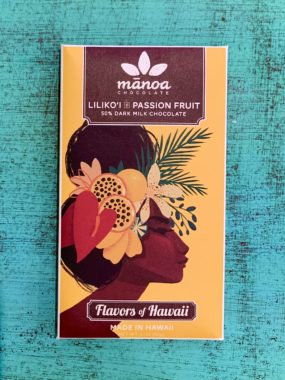 mānoa
CHOCOLATE
LILIKO'I PASSION FRUIT
50% DARK MILK CHOCOLATE
Flavors of Hawaii
MADE IN HAWAII